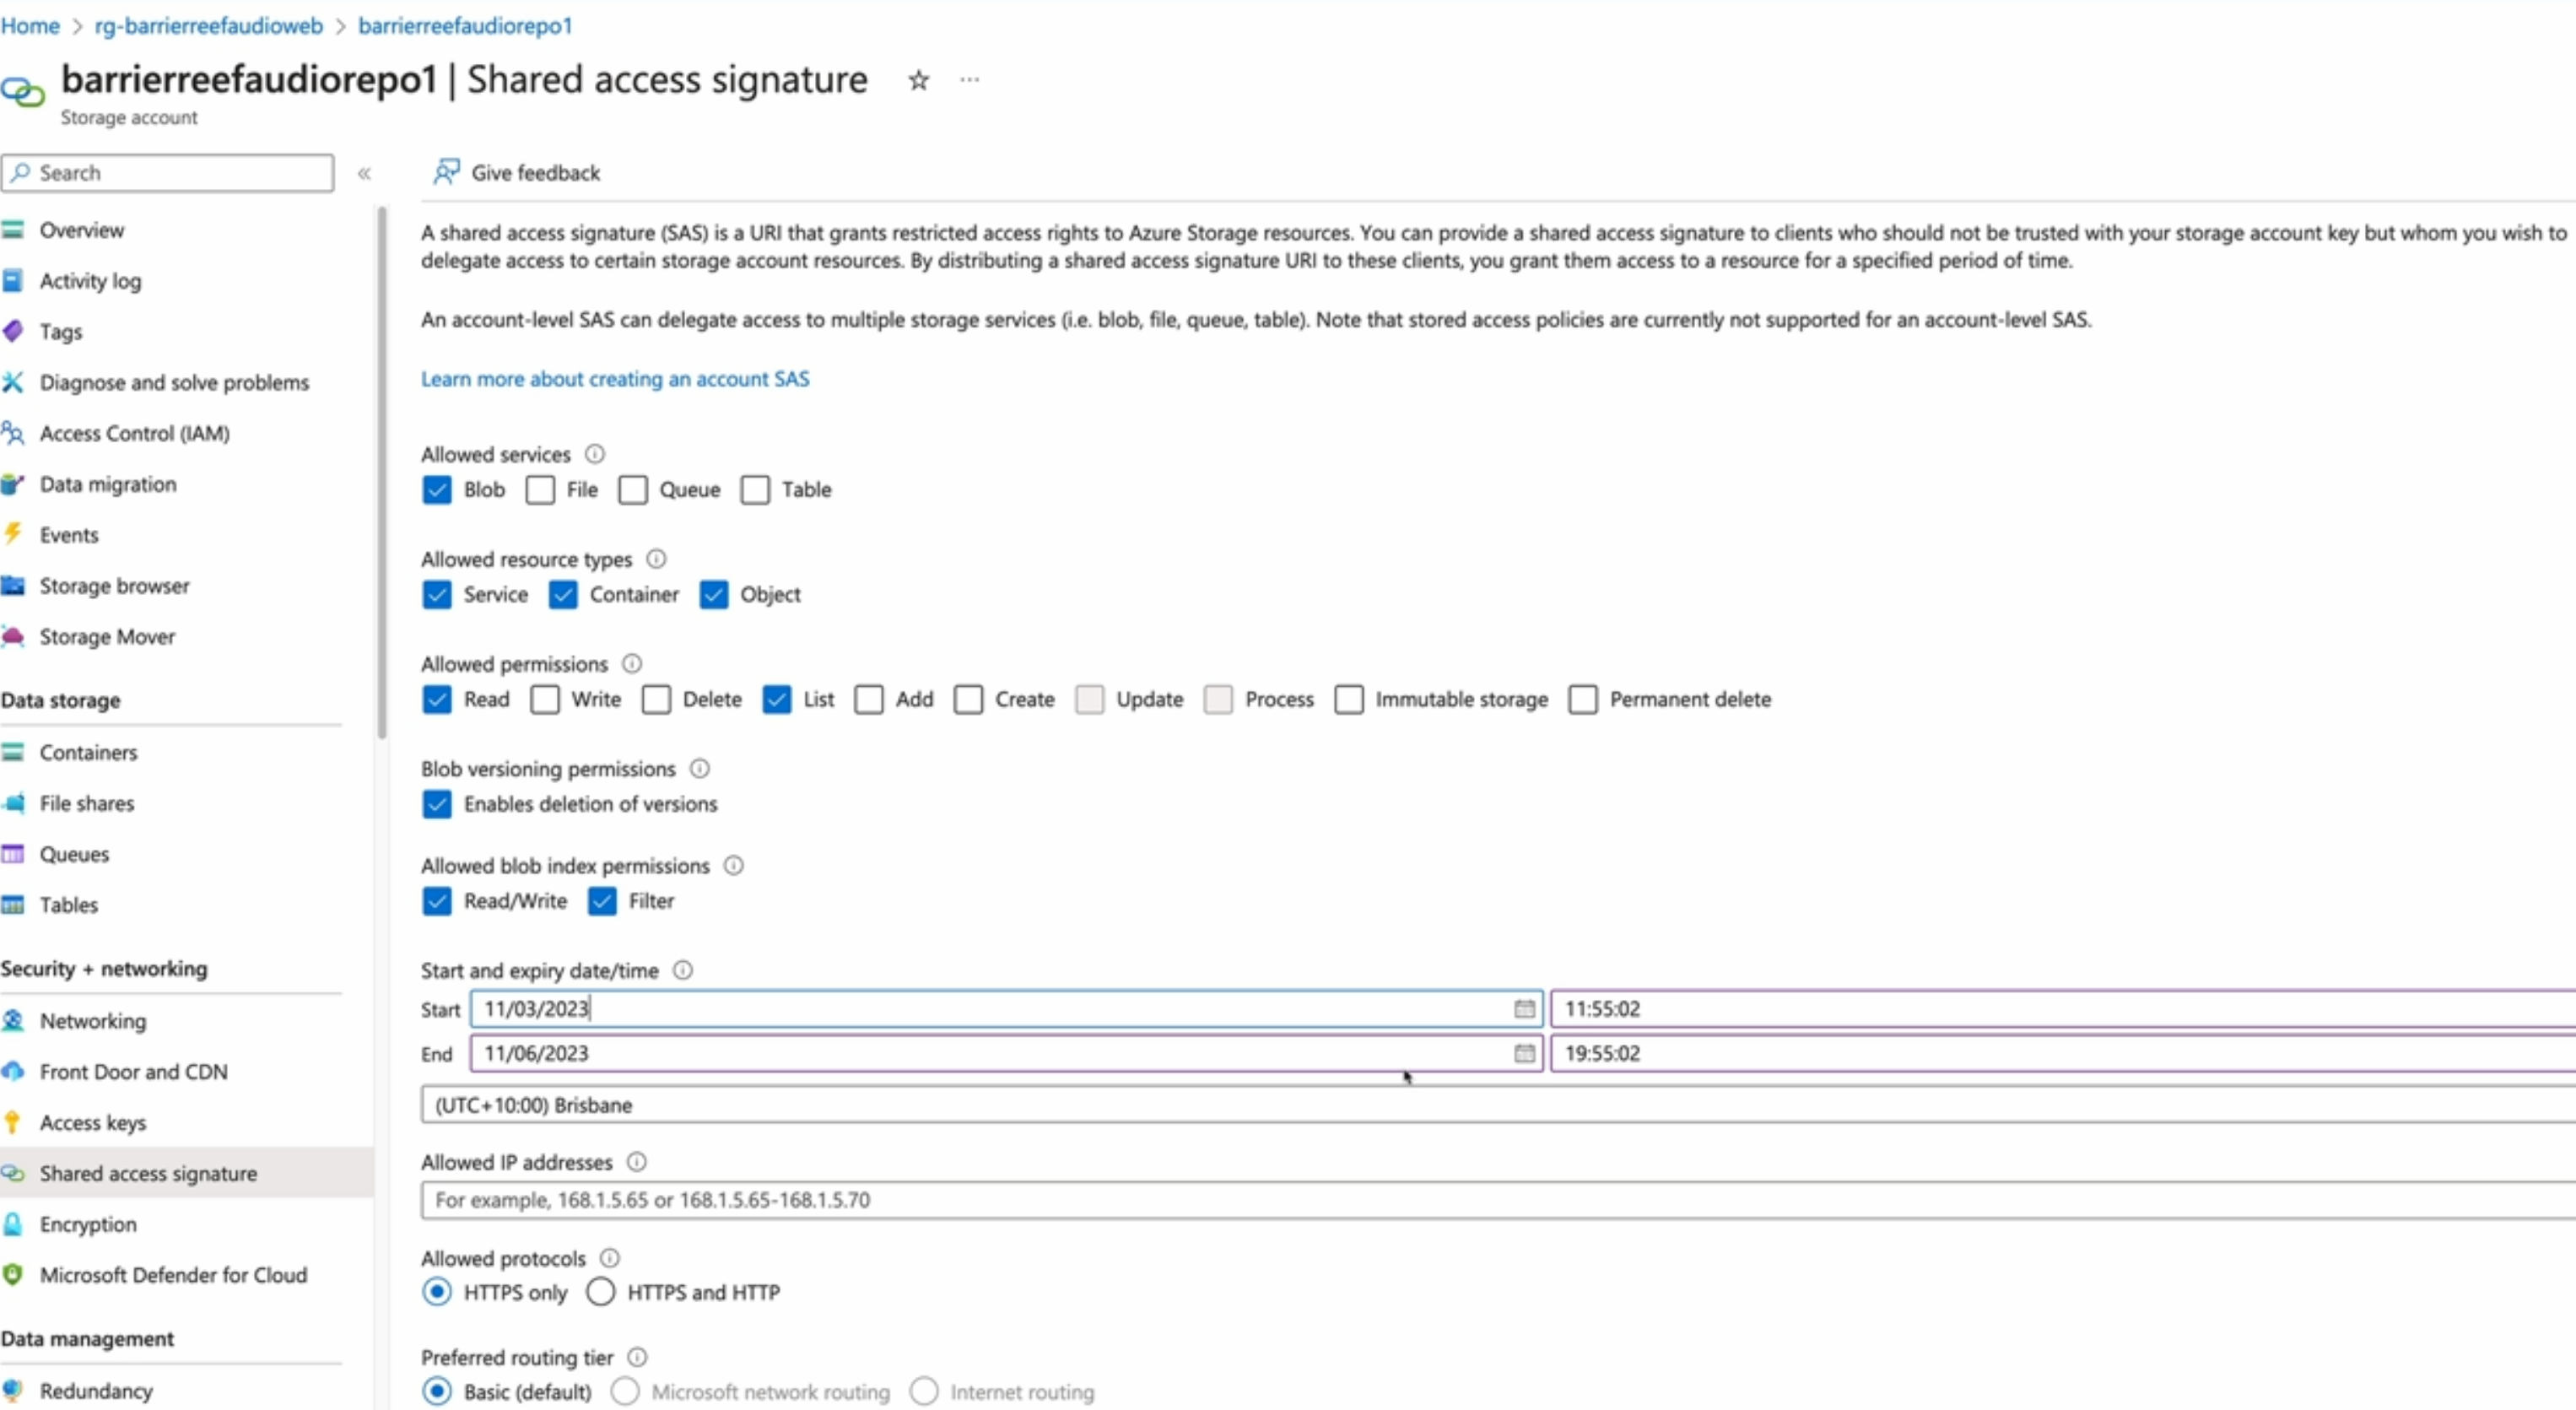 Home > rg-barrierreefaudioweb > barrierreefaudiorepo1
barrierreefaudiorepo1 | Shared access signature
Storage account
Search
Overview
Activity log
Tags
Diagnose and solve problems
Access Control (IAM)
Data migration
Events
Storage browser
Storage Mover
Data storage
Containers
File shares
Queues
Tables
Security + networking
Networking
Front Door and CDN
Access keys
Shared access signature
Encryption
Microsoft Defender for Cloud
Data management
Redundancy
Give feedback
A shared access signature (SAS) is a URI that grants restricted access rights to Azure Storage resources. You can provide a shared access signature to clients who should not be trusted with your storage account key but whom you wish to
delegate access to certain storage account resources. By distributing a shared access signature URI to these clients, you grant them access to a resource for a specified period of time.
An account-level SAS can delegate access to multiple storage services (i.e. blob, file, queue, table). Note that stored access policies are currently not supported for an account-level SAS.
Learn more about creating an account SAS
Allowed services
Blob File Queue Table
Allowed resource types
Service Container Object
Allowed permissions
Read Write Delete List Add Create Update Process Immutable storage Permanent delete
Blob versioning permissions
Enables deletion of versions
Allowed blob index permissions
Read/Write Filter
Start and expiry date/time
Start 11/03/2023 11:55:02
End 11/06/2023 19:55:02
(UTC+10:00) Brisbane
Allowed IP addresses
For example, 168.1.5.65 or 168.1.5.65-168.1.5.70
Allowed protocols
HTTPS only HTTPS and HTTP
Preferred routing tier
Basic (default) Microsoft network routing Internet routing